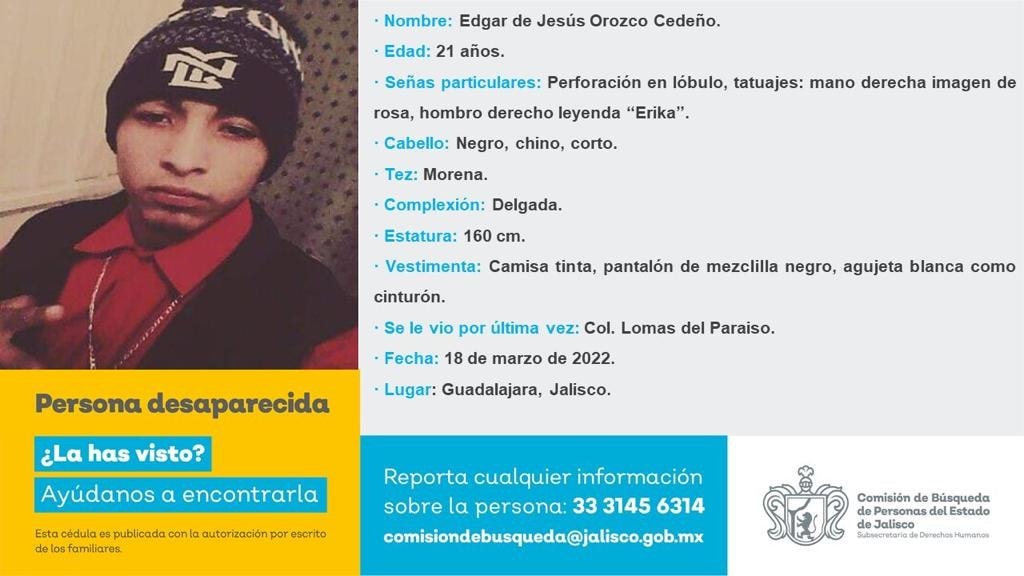 · Nombre: Edgar de Jesús Orozco Cedeño.
· Edad: 21 años.
· Señas particulares: Perforación en lóbulo, tatuajes: mano derecha imagen de
rosa, hombro derecho leyenda “Erika”.
· Cabello: Negro, chino, corto.
· Tez: Morena.
· Complexión: Delgada.
· Estatura: 160 cm.
· Vestimenta: Camisa tinta, pantalón de mezclilla negro, agujeta blanca como
cinturón.
· Se le vio por última vez: Col. Lomas del Paraiso.
· Fecha: 18 de marzo de 2022.
· Lugar: Guadalajara, Jalisco.
Persona desaparecida
¿La has visto?
Ayúdanos a encontrarla
Esta cédula es publicada con la autorización por escrito
de los familiares.
Reporta cualquier información
sobre la persona: 33 3145 6314
comisiondebusqueda@jalisco.gob.mx
Comisión de Búsqueda
de Personas del Estado
de Jalisco
Subsecretaría de Derechos Humanos